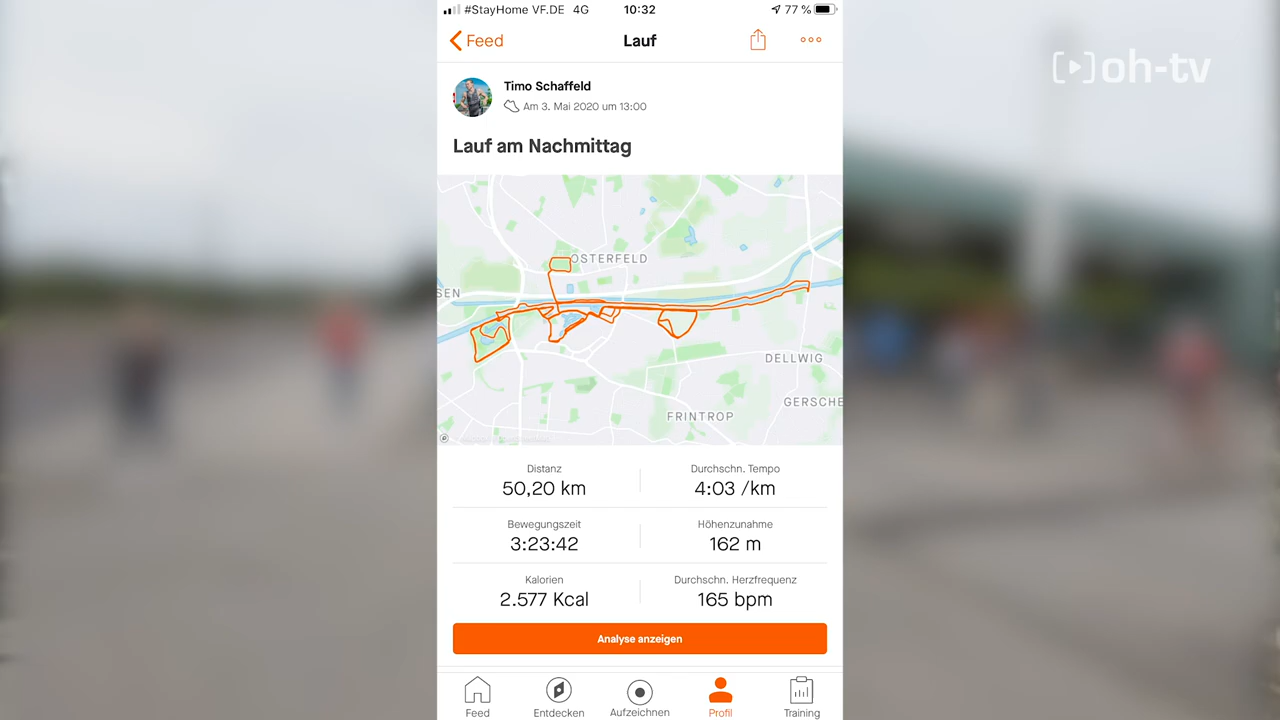 #StayHome VF.DE 4G 10:32 77 %
Feed Lauf
oh-tv
Timo Schaffeld
Am 3. Mai 2020 um 13:00
Lauf am Nachmittag
OSTERFELD
SEN
DELLWIG
GERSCHE
FRINTROP
Distanz Durchschn. Tempo
50,20 km 4:03 /km
Bewegungszeit Höhenzunahme
3:23:42 162 m
Kalorien Durchschn. Herzfrequenz
2.577 Kcal 165 bpm
Analyse anzeigen
Feed Entdecken Aufzeichnen Profil Training